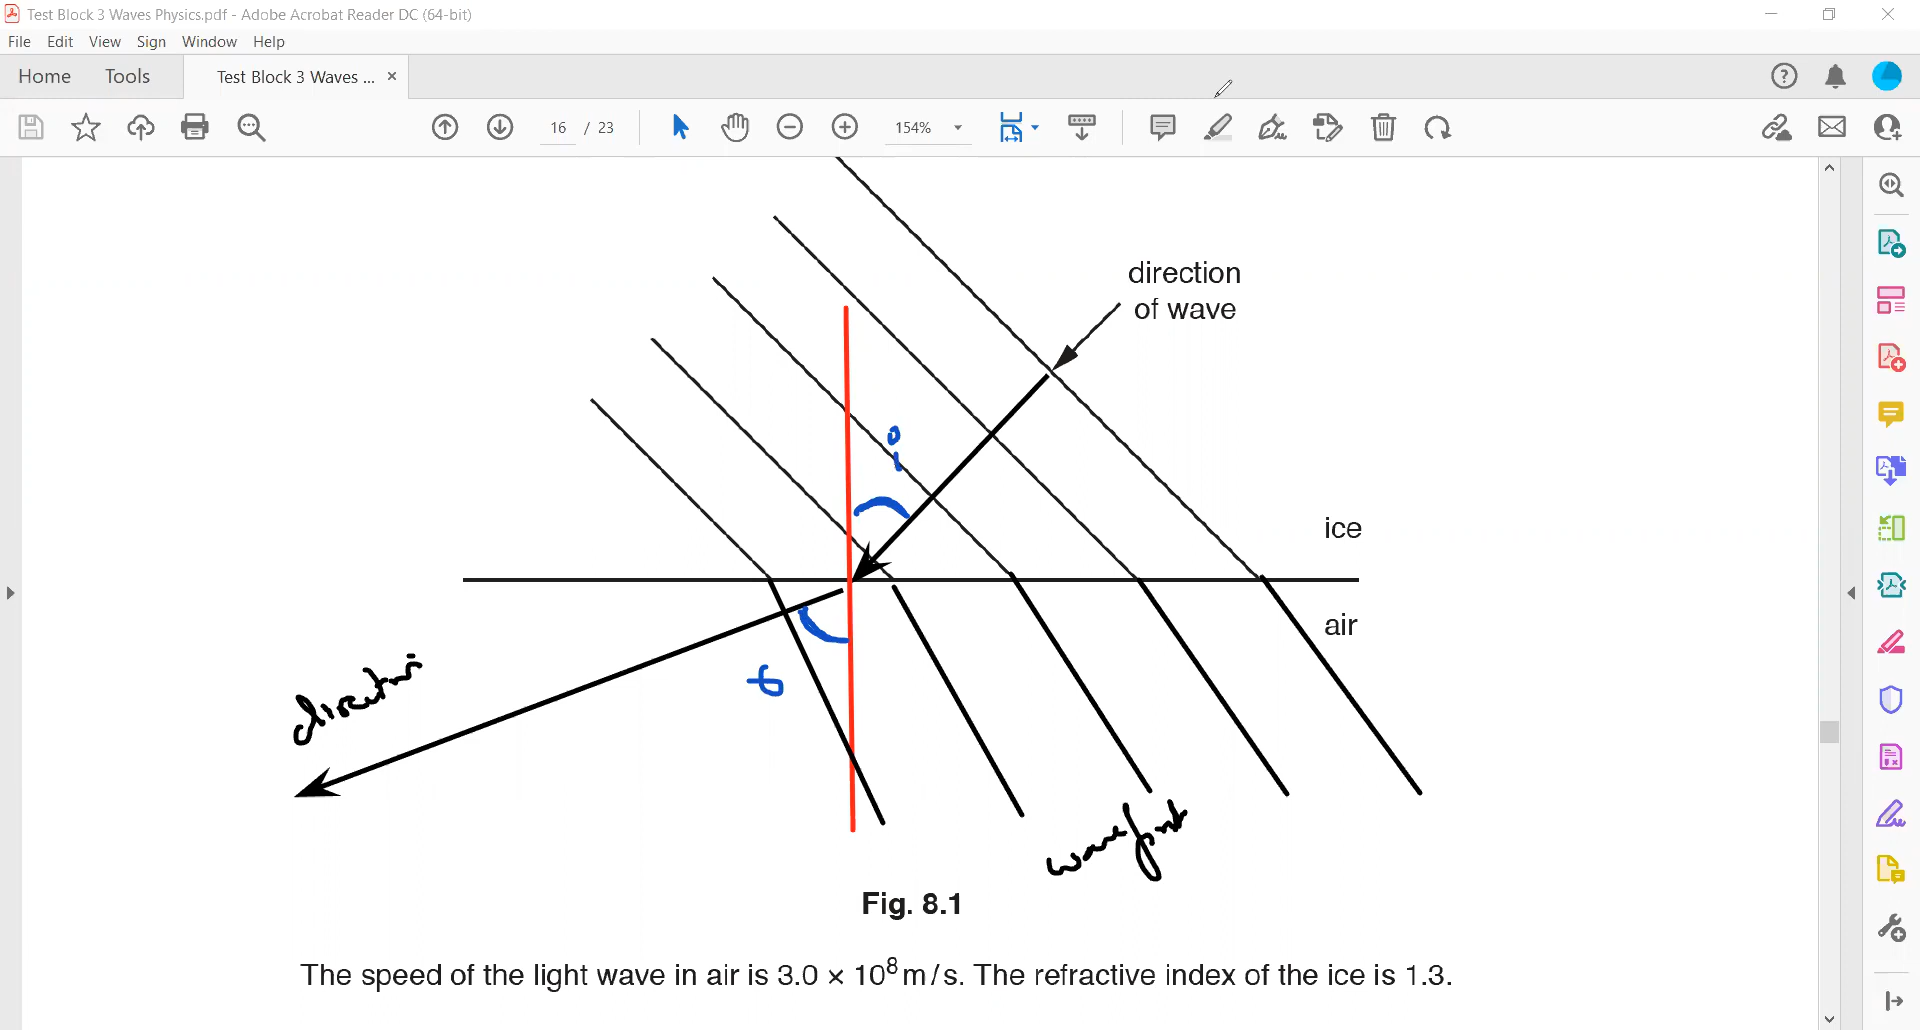 Test Block 3 Waves Physics.pdf - Adobe Acrobat Reader DC (64-bit)
File Edit View Sign Window Help
Home Tools Test Block 3 Waves ... ×
16 / 23 154%
direction
of wave
i
ice
air
r
wavefront
Fig. 8.1
The speed of the light wave in air is 3.0 × 10⁸ m/s. The refractive index of the ice is 1.3.